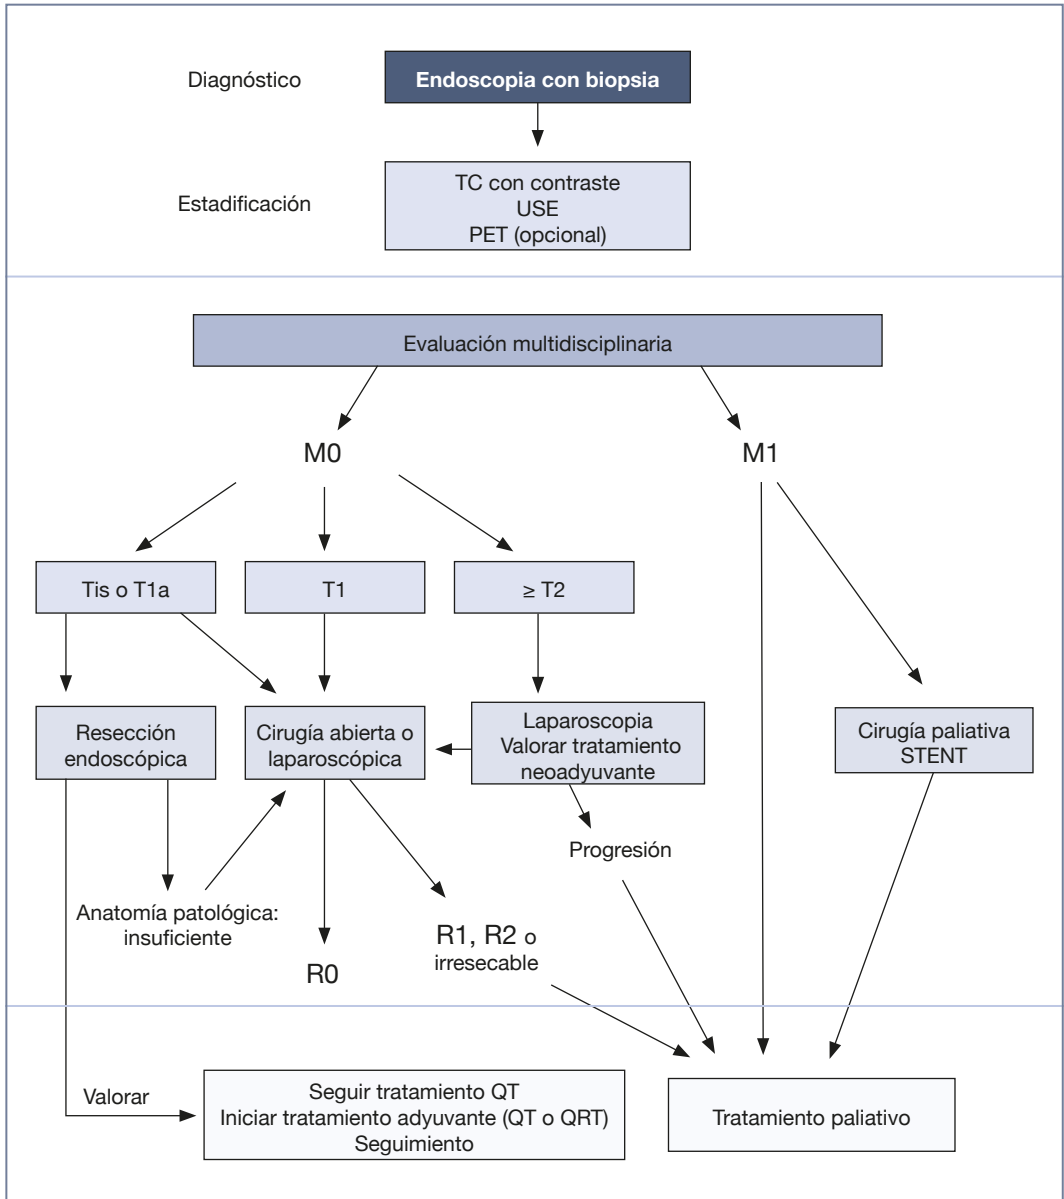 Diagnóstico
Endoscopia con biopsia
Estadificación
TC con contraste
USE
PET (opcional)
Evaluación multidisciplinaria
M0
M1
Tis o T1a
T1
≥ T2
Resección
endoscópica
Cirugía abierta o
laparoscópica
Laparoscopia
Valorar tratamiento
neoadyuvante
Cirugía paliativa
STENT
Progresión
Anatomía patológica:
insuficiente
R0
R1, R2 o
irresecable
Valorar
Seguir tratamiento QT
Iniciar tratamiento adyuvante (QT o QRT)
Seguimiento
Tratamiento paliativo